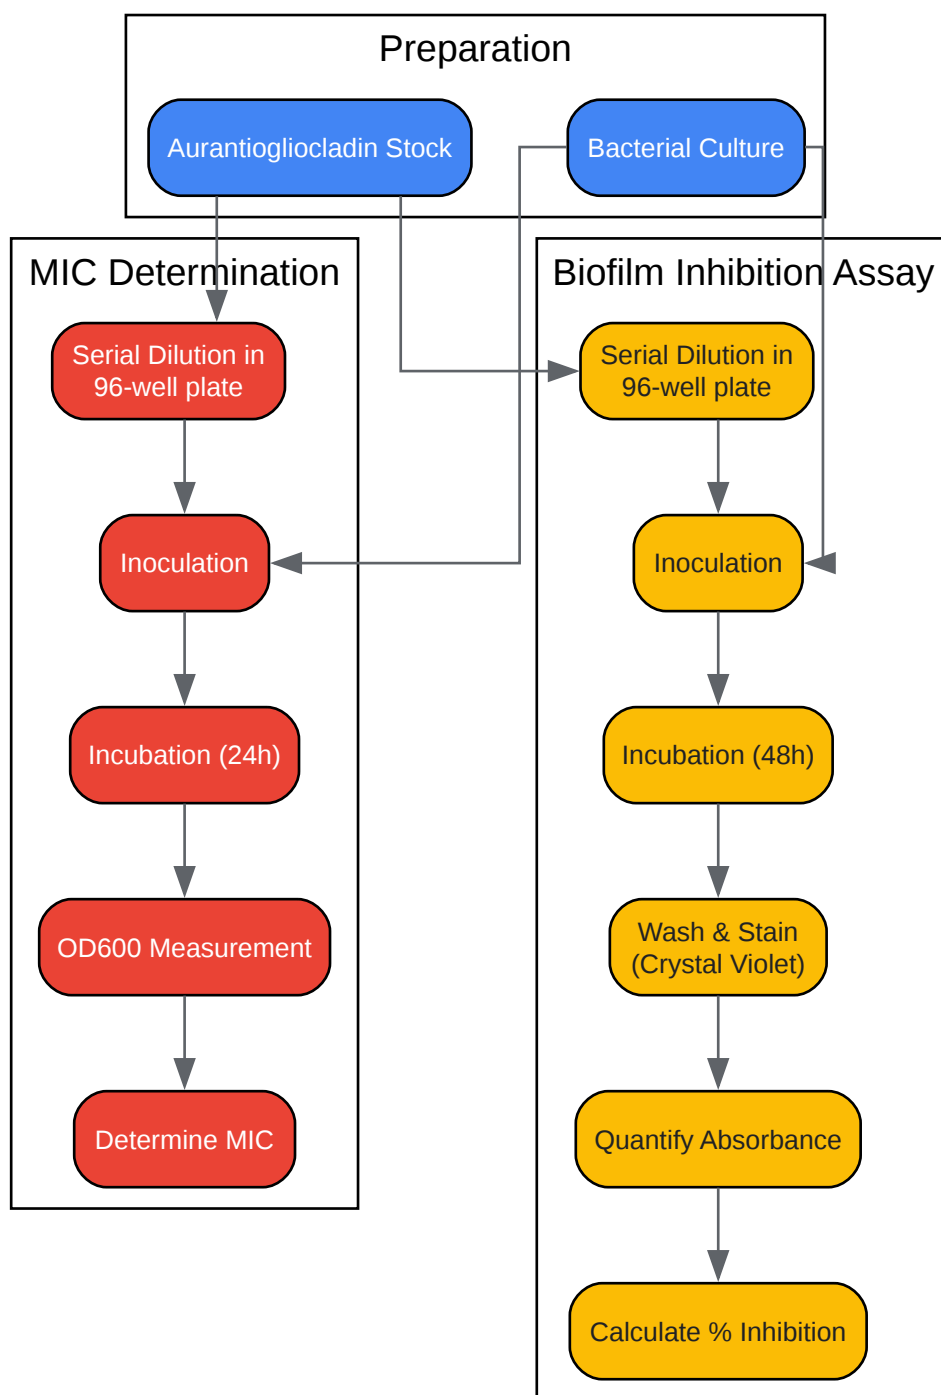 Preparation
Aurantiogliocladin Stock
Bacterial Culture
MIC Determination
Serial Dilution in
96-well plate
Inoculation
Incubation (24h)
OD600 Measurement
Determine MIC
Biofilm Inhibition Assay
Serial Dilution in
96-well plate
Inoculation
Incubation (48h)
Wash & Stain
(Crystal Violet)
Quantify Absorbance
Calculate % Inhibition